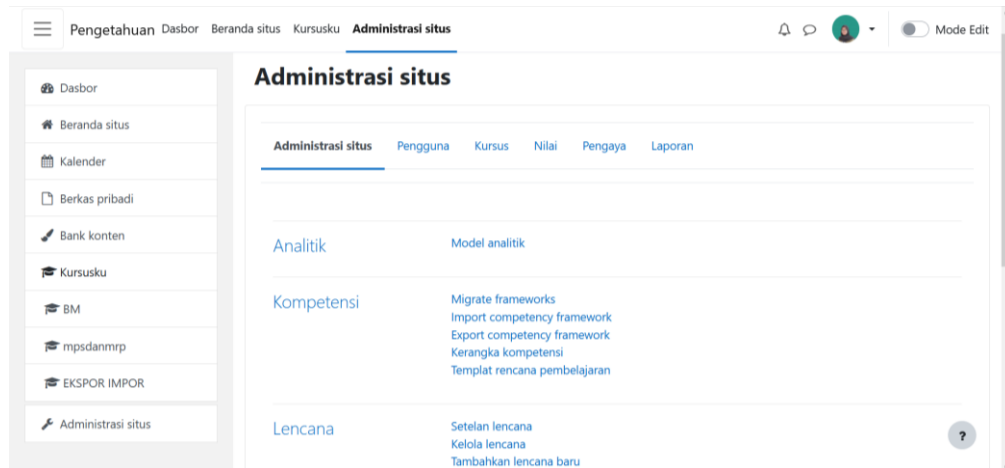 Pengetahuan Dasbor Beranda situs Kursusku Administrasi situs Mode Edit
Dasbor
Beranda situs
Kalender
Berkas pribadi
Bank konten
Kursusku
BM
mpsdanmrp
EKSPOR IMPOR
Administrasi situs
Administrasi situs
Administrasi situs Pengguna Kursus Nilai Pengaya Laporan
Analitik
Model analitik
Kompetensi
Migrate frameworks
Import competency framework
Export competency framework
Kerangka kompetensi
Templat rencana pembelajaran
Lencana
Setelan lencana
Kelola lencana
Tambahkan lencana baru
?